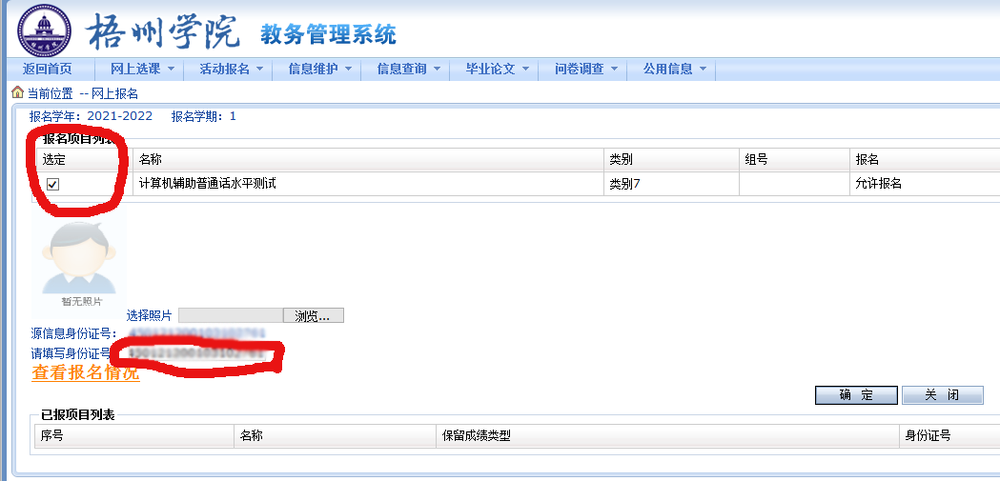 梧州学院 教务管理系统
返回首页 网上选课 活动报名 信息维护 信息查询 毕业论文 问卷调查 公用信息
当前位置 -- 网上报名
报名学年：2021-2022 报名学期：1
报名项目列表
选定 名称 类别 组号 报名
计算机辅助普通话水平测试 类别7 允许报名
暂无照片
选择照片 浏览...
源信息身份证号：
请填写身份证号
查看报名情况
确 定 关 闭
已报项目列表
序号 名称 保留成绩类型 身份证号